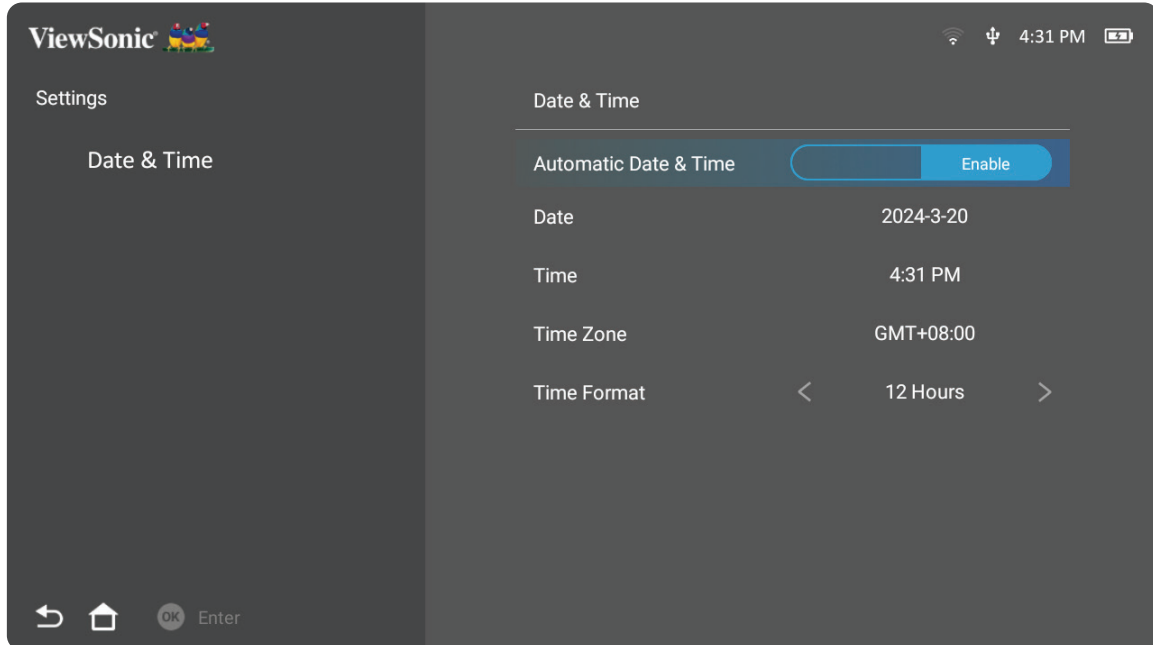 ViewSonic
4:31 PM
Settings
Date & Time
Date & Time
Automatic Date & Time Enable
Date 2024-3-20
Time 4:31 PM
Time Zone GMT+08:00
Time Format < 12 Hours >
OK Enter